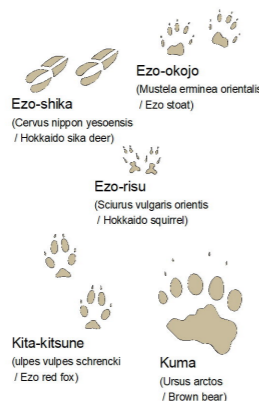 Ezo-okojo
(Mustela erminea orientalis
/ Ezo stoat)
Ezo-shika
(Cervus nippon yesoensis
/ Hokkaido sika deer)
Ezo-risu
(Sciurus vulgaris orientis
/ Hokkaido squirrel)
Kita-kitsune
(ulpes vulpes schrencki
/ Ezo red fox)
Kuma
(Ursus arctos
/ Brown bear)